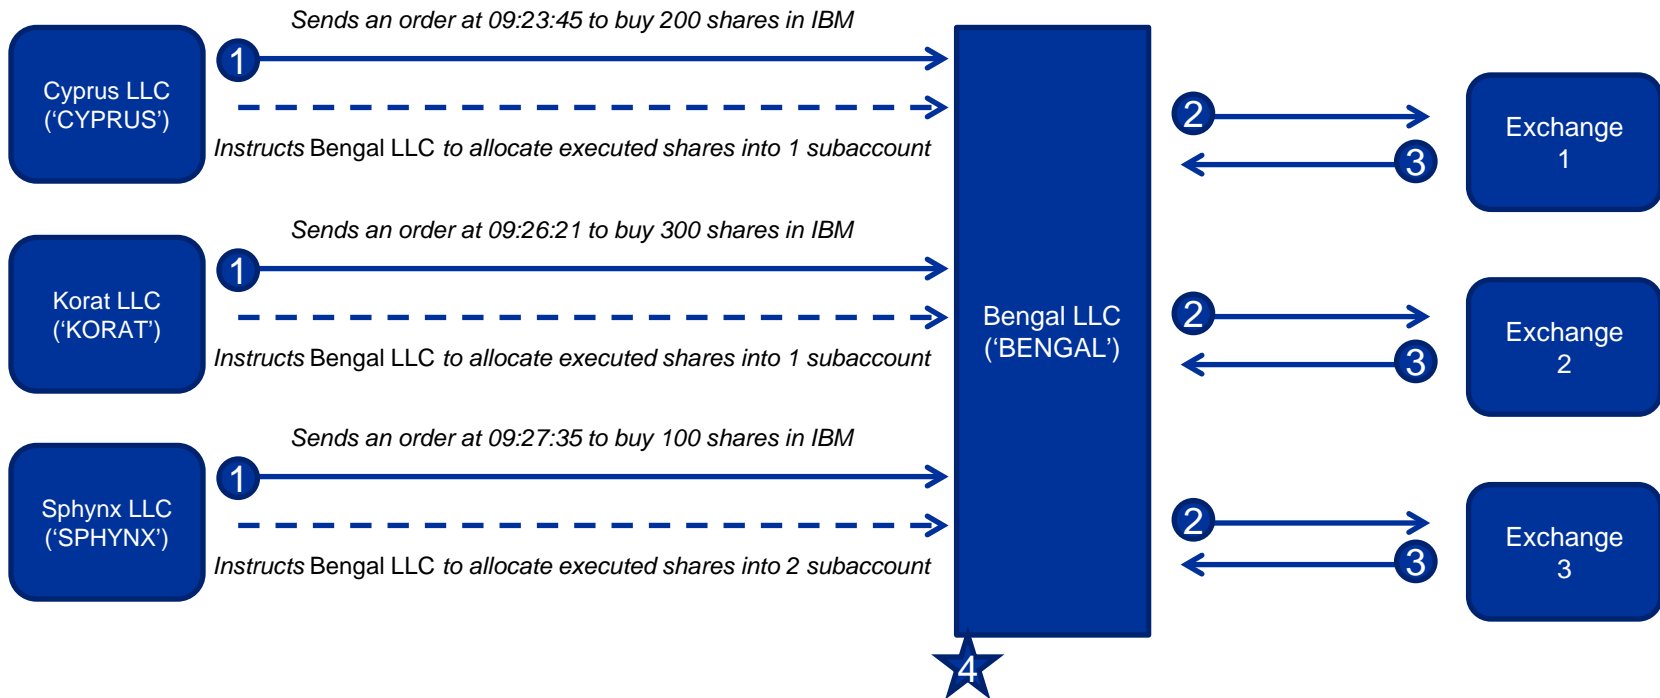 Sends an order at 09:23:45 to buy 200 shares in IBM
1
Cyprus LLC
(‘CYPRUS’)
Instructs Bengal LLC to allocate executed shares into 1 subaccount
Sends an order at 09:26:21 to buy 300 shares in IBM
1
Korat LLC
(‘KORAT’)
Instructs Bengal LLC to allocate executed shares into 1 subaccount
Sends an order at 09:27:35 to buy 100 shares in IBM
1
Sphynx LLC
(‘SPHYNX’)
Instructs Bengal LLC to allocate executed shares into 2 subaccount
Bengal LLC
(‘BENGAL’)
4
2
3
Exchange
1
2
3
Exchange
2
2
3
Exchange
3